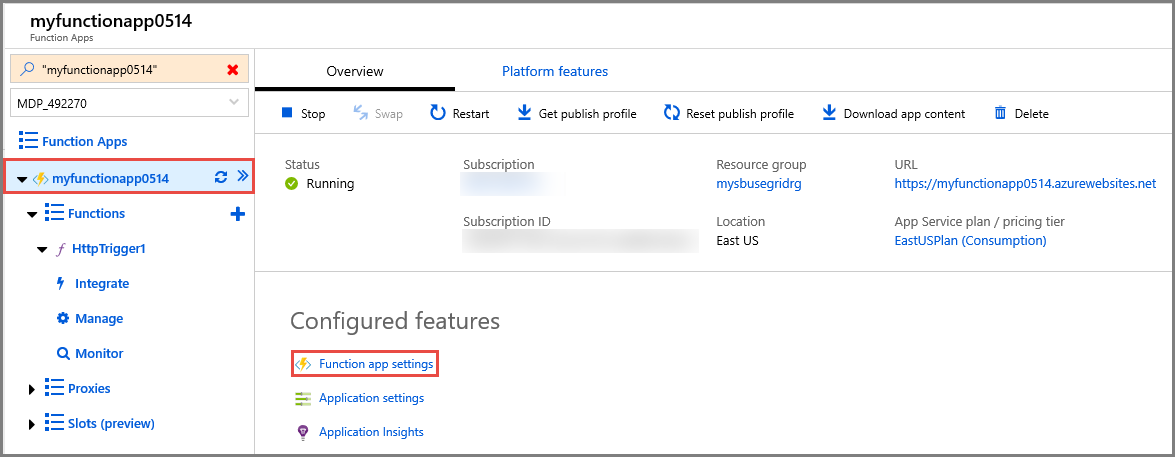 myfunctionapp0514
Function Apps
"myfunctionapp0514"
MDP_492270
Function Apps
myfunctionapp0514
Functions
HttpTrigger1
Integrate
Manage
Monitor
Proxies
Slots (preview)
Overview
Platform features
Stop
Swap
Restart
Get publish profile
Reset publish profile
Download app content
Delete
Status
Running
Subscription
Subscription ID
Resource group
mysbusegridrg
Location
East US
URL
https://myfunctionapp0514.azurewebsites.net
App Service plan / pricing tier
EastUSPlan (Consumption)
Configured features
Function app settings
Application settings
Application Insights